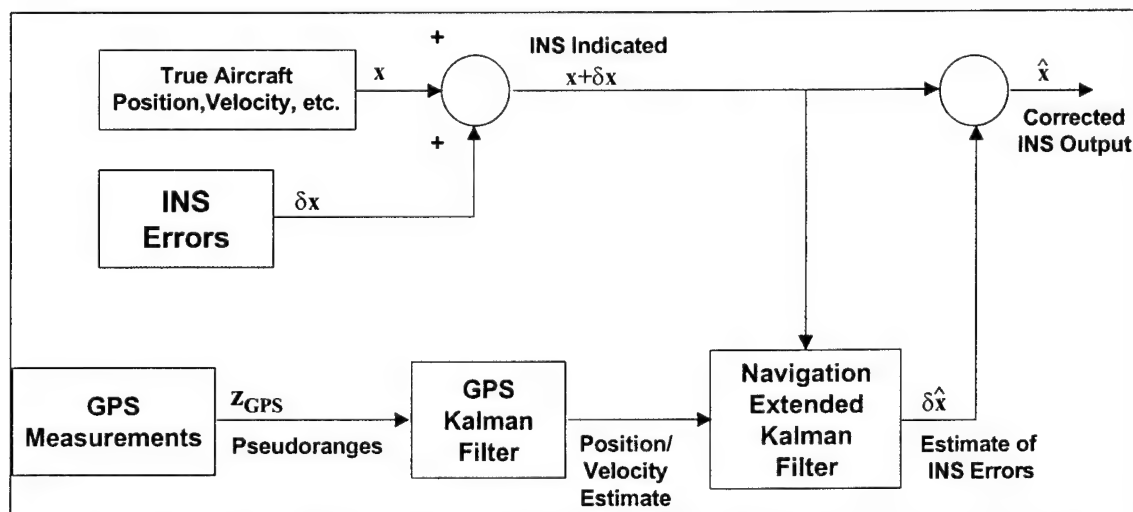 +
INS Indicated
True Aircraft
Position,Velocity, etc.
x
x+δx
x̂
+
Corrected
INS Output
INS
Errors
δx
GPS
Measurements
zGPS
Pseudoranges
GPS
Kalman
Filter
Position/
Velocity
Estimate
Navigation
Extended
Kalman
Filter
δx̂
Estimate of
INS Errors